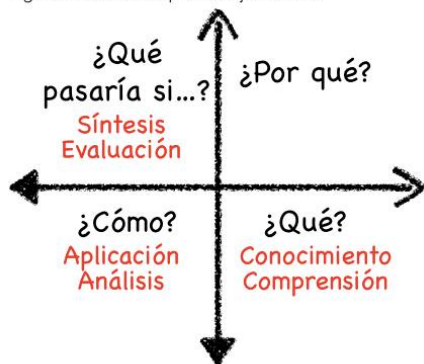 ¿Qué
pasaría si...?
Síntesis
Evaluación
¿Por qué?
¿Cómo?
Aplicación
Análisis
¿Qué?
Conocimiento
Comprensión